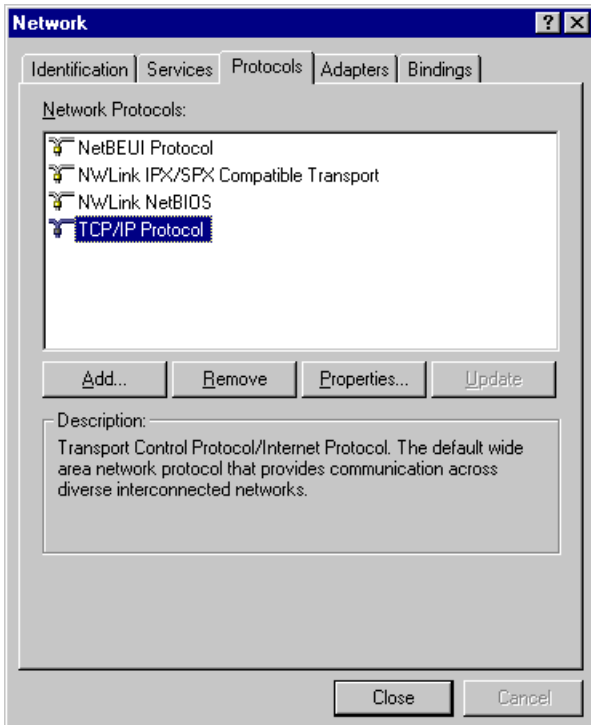 Network
?
Identification Services Protocols Adapters Bindings
Network Protocols:
NetBEUI Protocol
NWLink IPX/SPX Compatible Transport
NWLink NetBIOS
TCP/IP Protocol
Add... Remove Properties... Update
Description:
Transport Control Protocol/Internet Protocol. The default wide
area network protocol that provides communication across
diverse interconnected networks.
Close Cancel